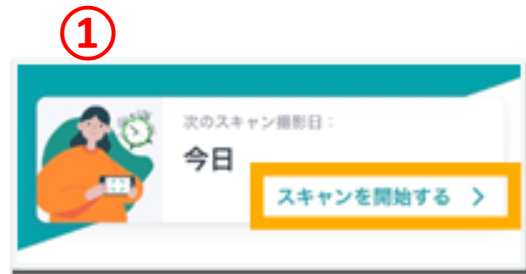 ①
次のスキャン撮影日：
今日
スキャンを開始する